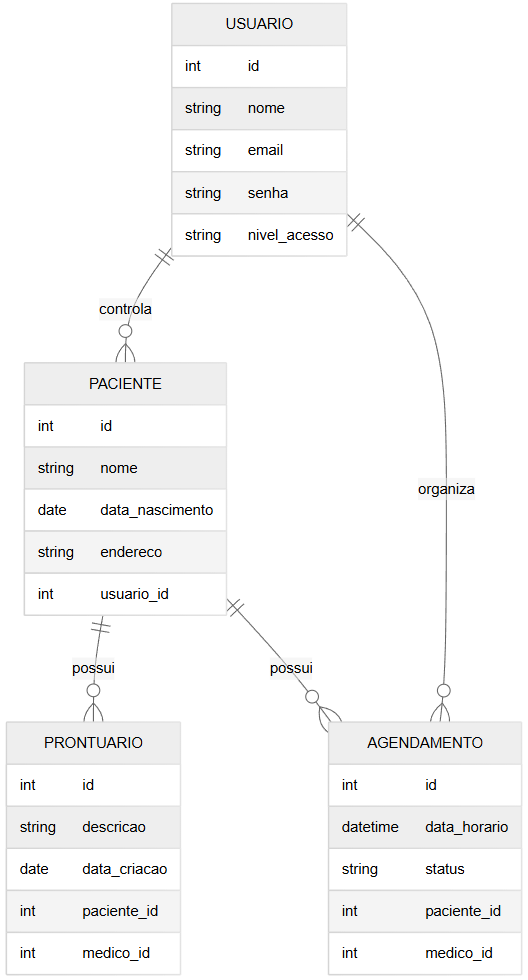 USUARIO
int id
string nome
string email
string senha
string nivel_acesso
controla
PACIENTE
int id
string nome
date data_nascimento
string endereco
int usuario_id
organiza
possui
possui
PRONTUARIO
int id
string descricao
date data_criacao
int paciente_id
int medico_id
AGENDAMENTO
int id
datetime data_horario
string status
int paciente_id
int medico_id